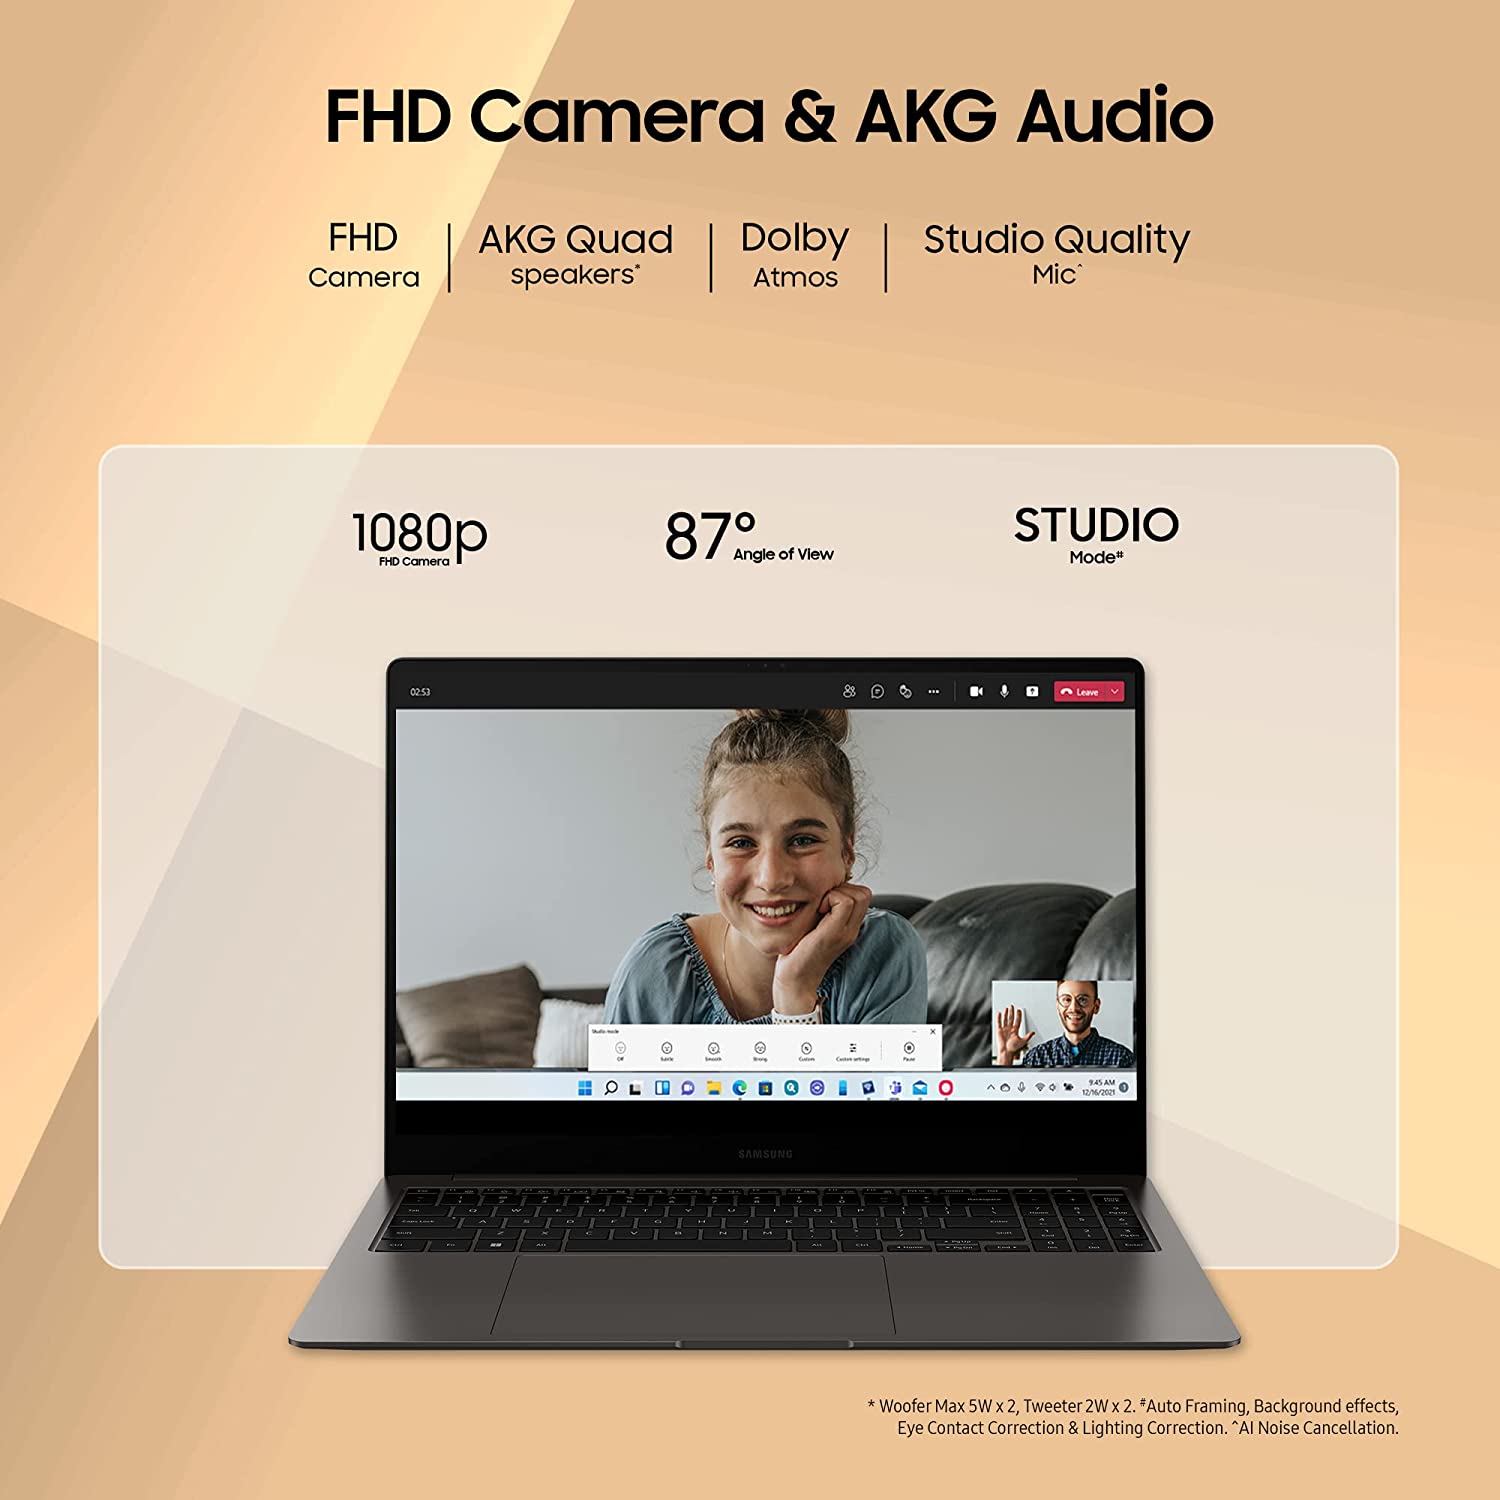 FHD Camera & AKG Audio
FHD
Camera
AKG Quad
speakers*
Dolby
Atmos
Studio Quality
Mic^
1080p
FHD Camera
87°
Angle of View
STUDIO
Mode#
02:53
Leave
Studio mode
Off Subtle Smooth Strong Custom Custom settings Pause
9:45 AM
12/16/2021
SAMSUNG
* Woofer Max 5W x 2, Tweeter 2W x 2. #Auto Framing, Background effects,
Eye Contact Correction & Lighting Correction. ^AI Noise Cancellation.